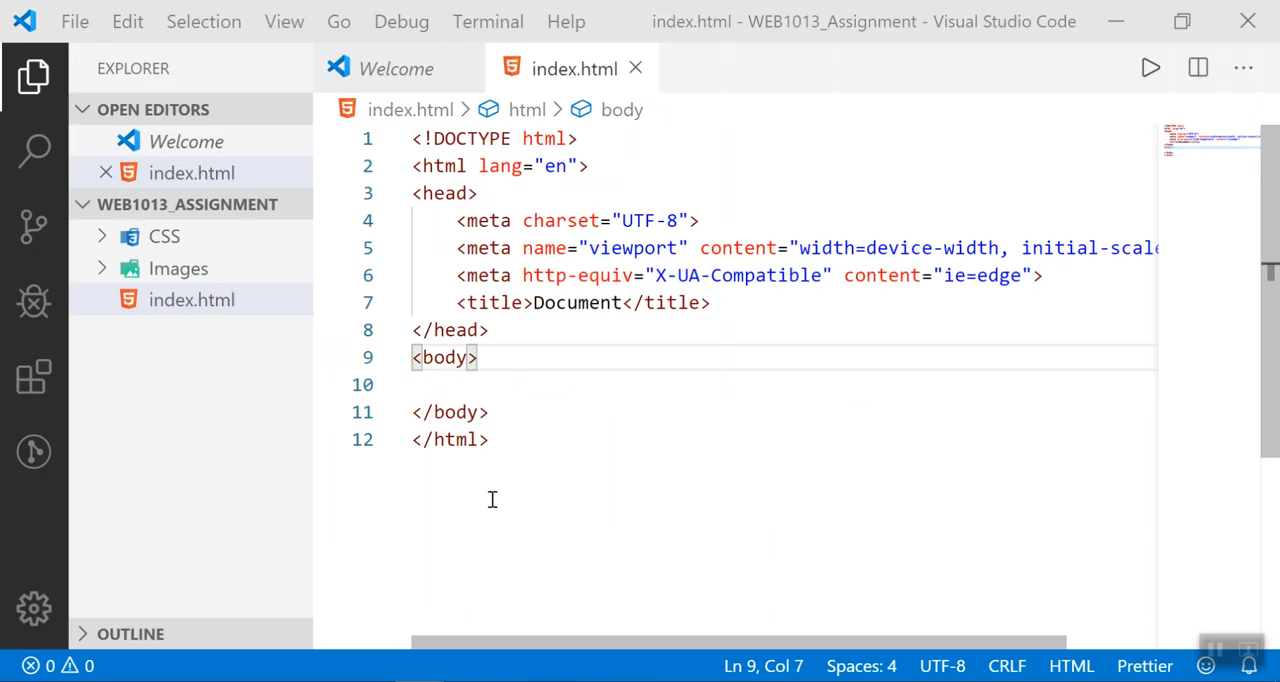 File Edit Selection View Go Debug Terminal Help index.html - WEB1013_Assignment - Visual Studio Code
EXPLORER
OPEN EDITORS
Welcome
index.html
WEB1013_ASSIGNMENT
CSS
Images
index.html
OUTLINE
Welcome index.html
index.html > html > body
1 <!DOCTYPE html>
2 <html lang="en">
3 <head>
4 <meta charset="UTF-8">
5 <meta name="viewport" content="width=device-width, initial-scale
6 <meta http-equiv="X-UA-Compatible" content="ie=edge">
7 <title>Document</title>
8 </head>
9 <body>
10
11 </body>
12 </html>
0 0 Ln 9, Col 7 Spaces: 4 UTF-8 CRLF HTML Prettier